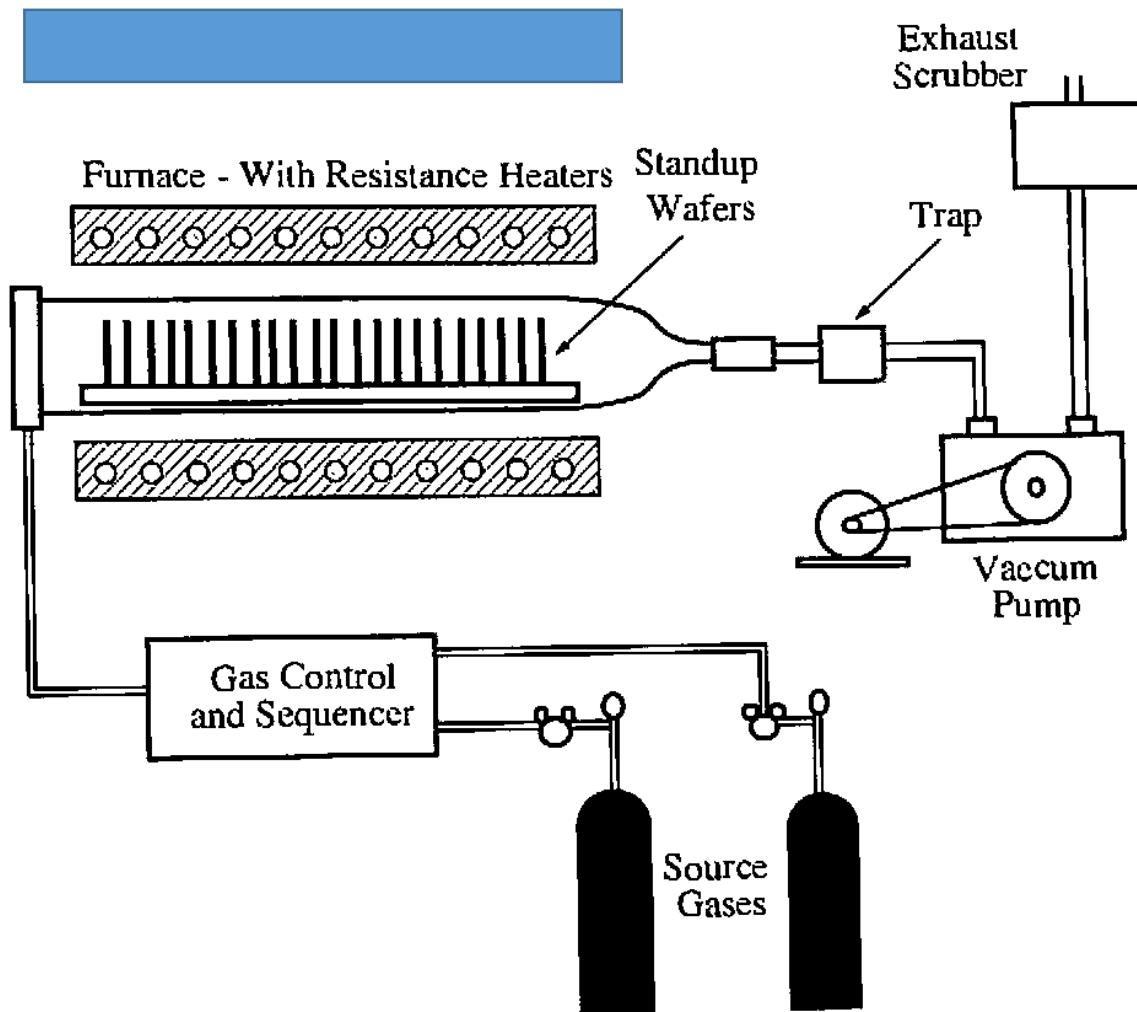 Exhaust
Scrubber
Furnace - With Resistance Heaters
Standup
Wafers
Trap
Vaccum
Pump
Gas Control
and Sequencer
Source
Gases